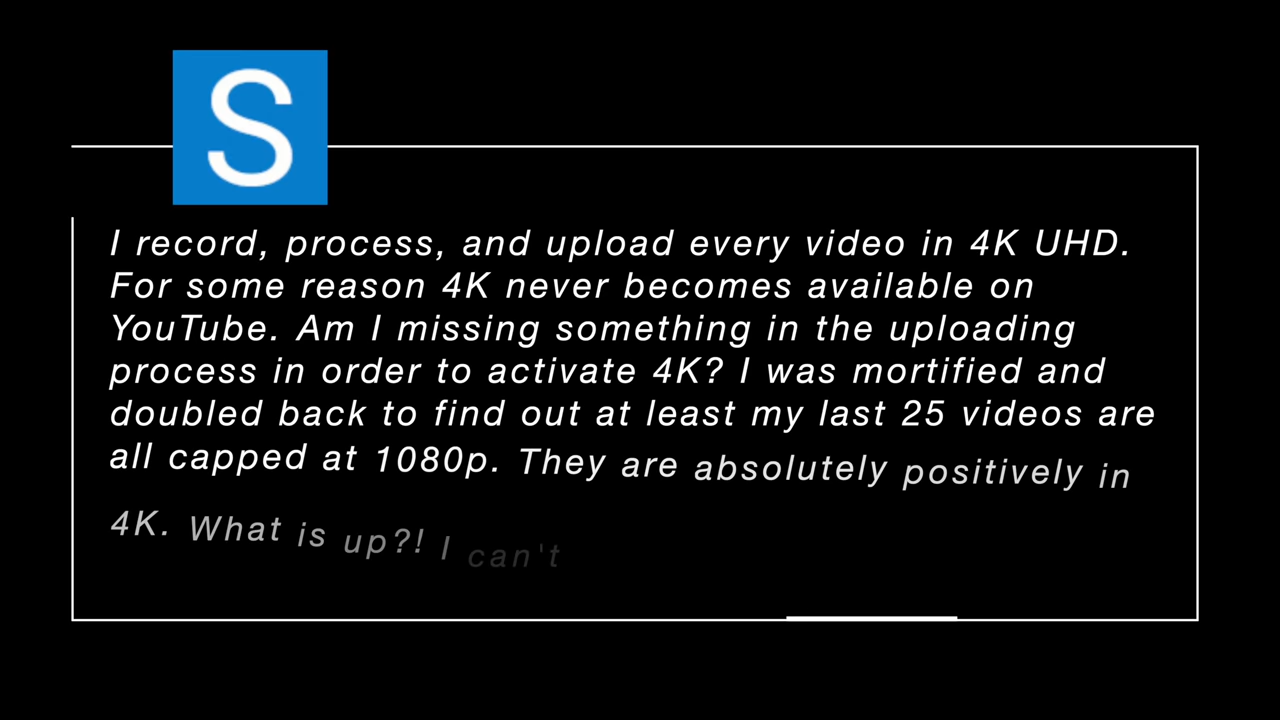 S
I record, process, and upload every video in 4K UHD.
For some reason 4K never becomes available on
YouTube. Am I missing something in the uploading
process in order to activate 4K? I was mortified and
doubled back to find out at least my last 25 videos are
all capped at 1080p. They are absolutely positively in
4K. What is up?! I can't